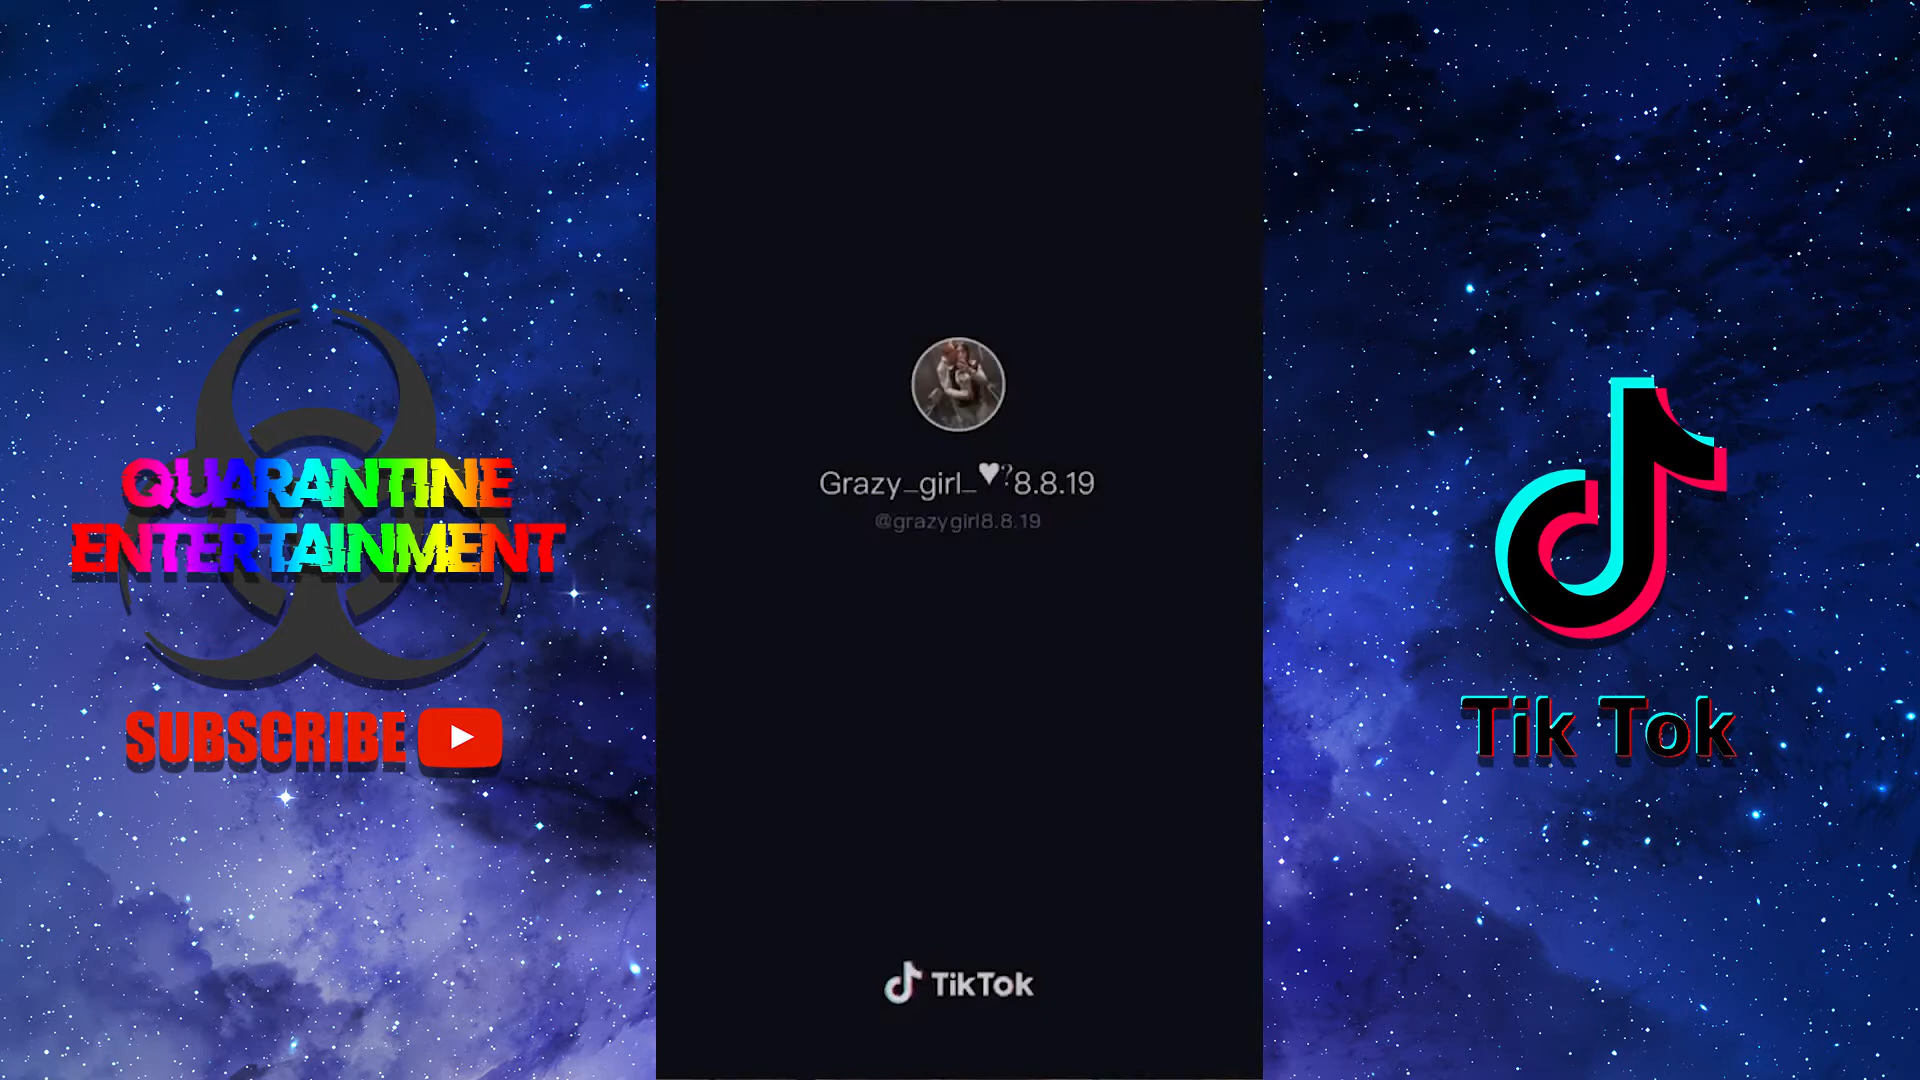 QUARANTINE
ENTERTAINMENT
SUBSCRIBE
Grazy_girl_♥?8.8.19
@grazygirl8.8.19
TikTok
Tik Tok